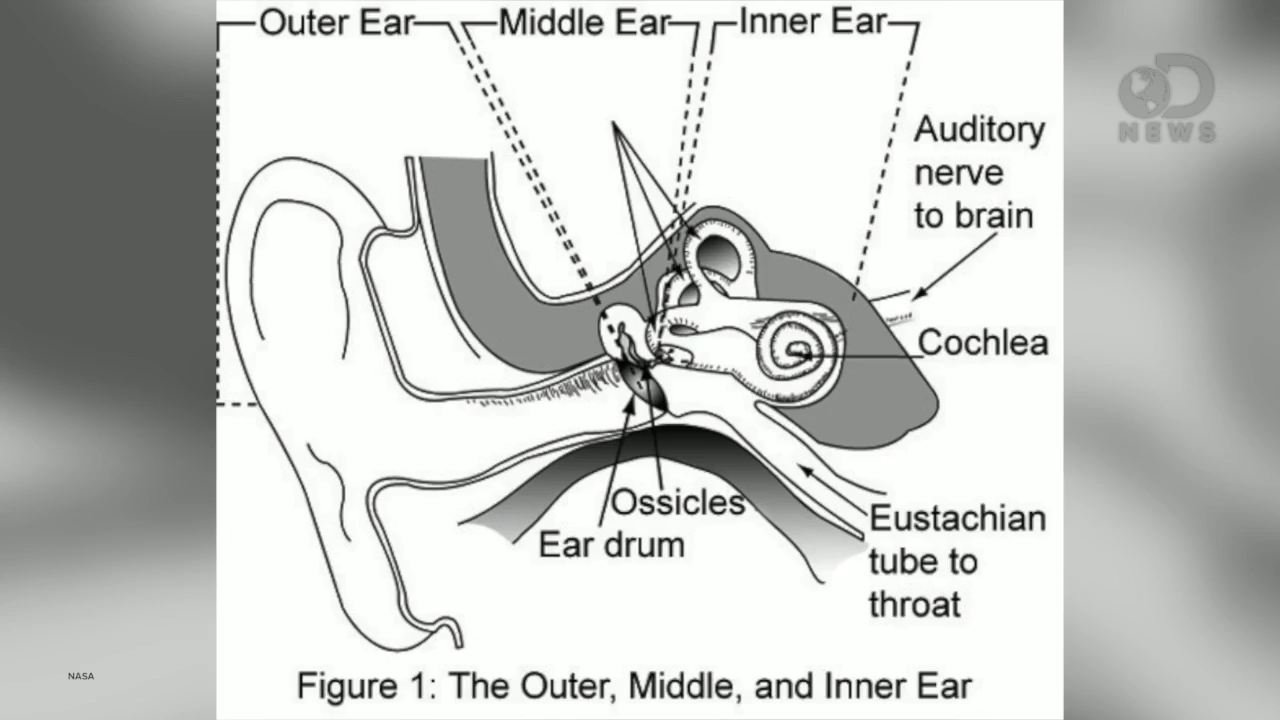 Outer Ear Middle Ear Inner Ear
D
NEWS
Auditory
nerve
to brain
Cochlea
Ossicles
Ear drum
Eustachian
tube to
throat
NASA
Figure 1: The Outer, Middle, and Inner Ear